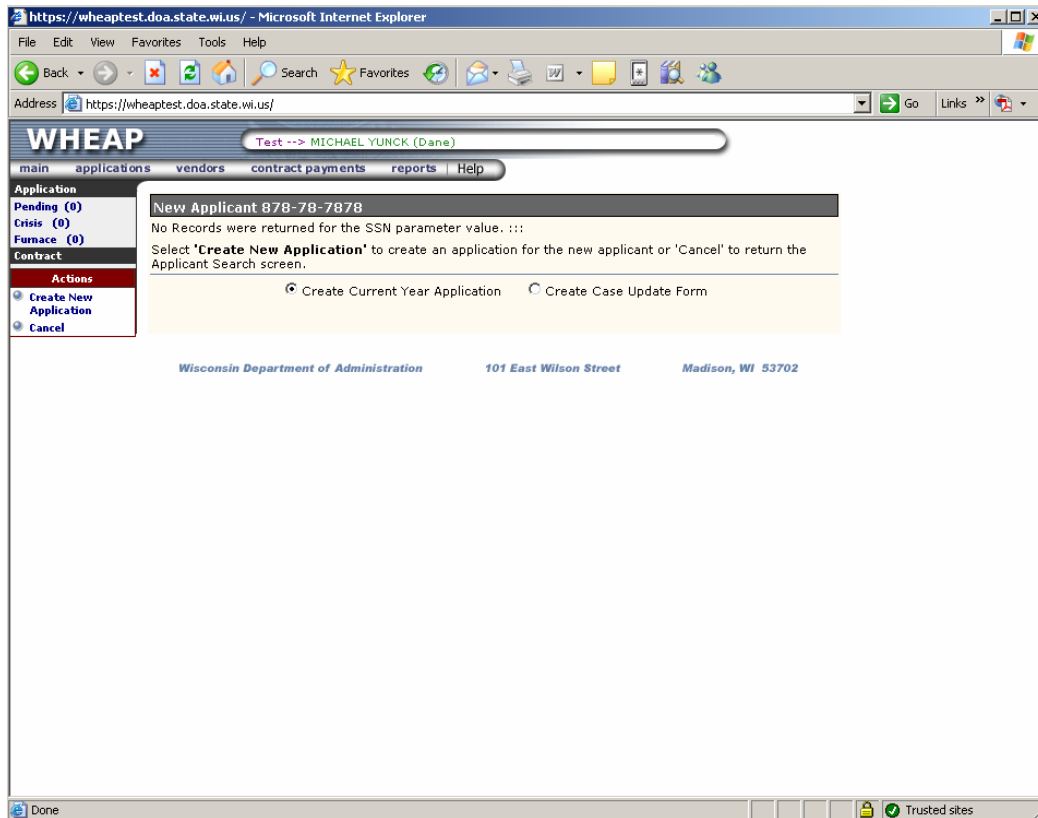 https://wheaptest.doa.state.wi.us/ - Microsoft Internet Explorer
File Edit View Favorites Tools Help
Back Search Favorites
Address https://wheaptest.doa.state.wi.us/ Go Links »
WHEAP Test --> MICHAEL YUNCK (Dane)
main applications vendors contract payments reports | Help
Application
Pending (0)
Crisis (0)
Furnace (0)
Contract
Actions
Create New
Application
Cancel
New Applicant 878-78-7878
No Records were returned for the SSN parameter value. :::
Select 'Create New Application' to create an application for the new applicant or 'Cancel' to return the
Applicant Search screen.
Create Current Year Application Create Case Update Form
Wisconsin Department of Administration 101 East Wilson Street Madison, WI 53702
Done Trusted sites